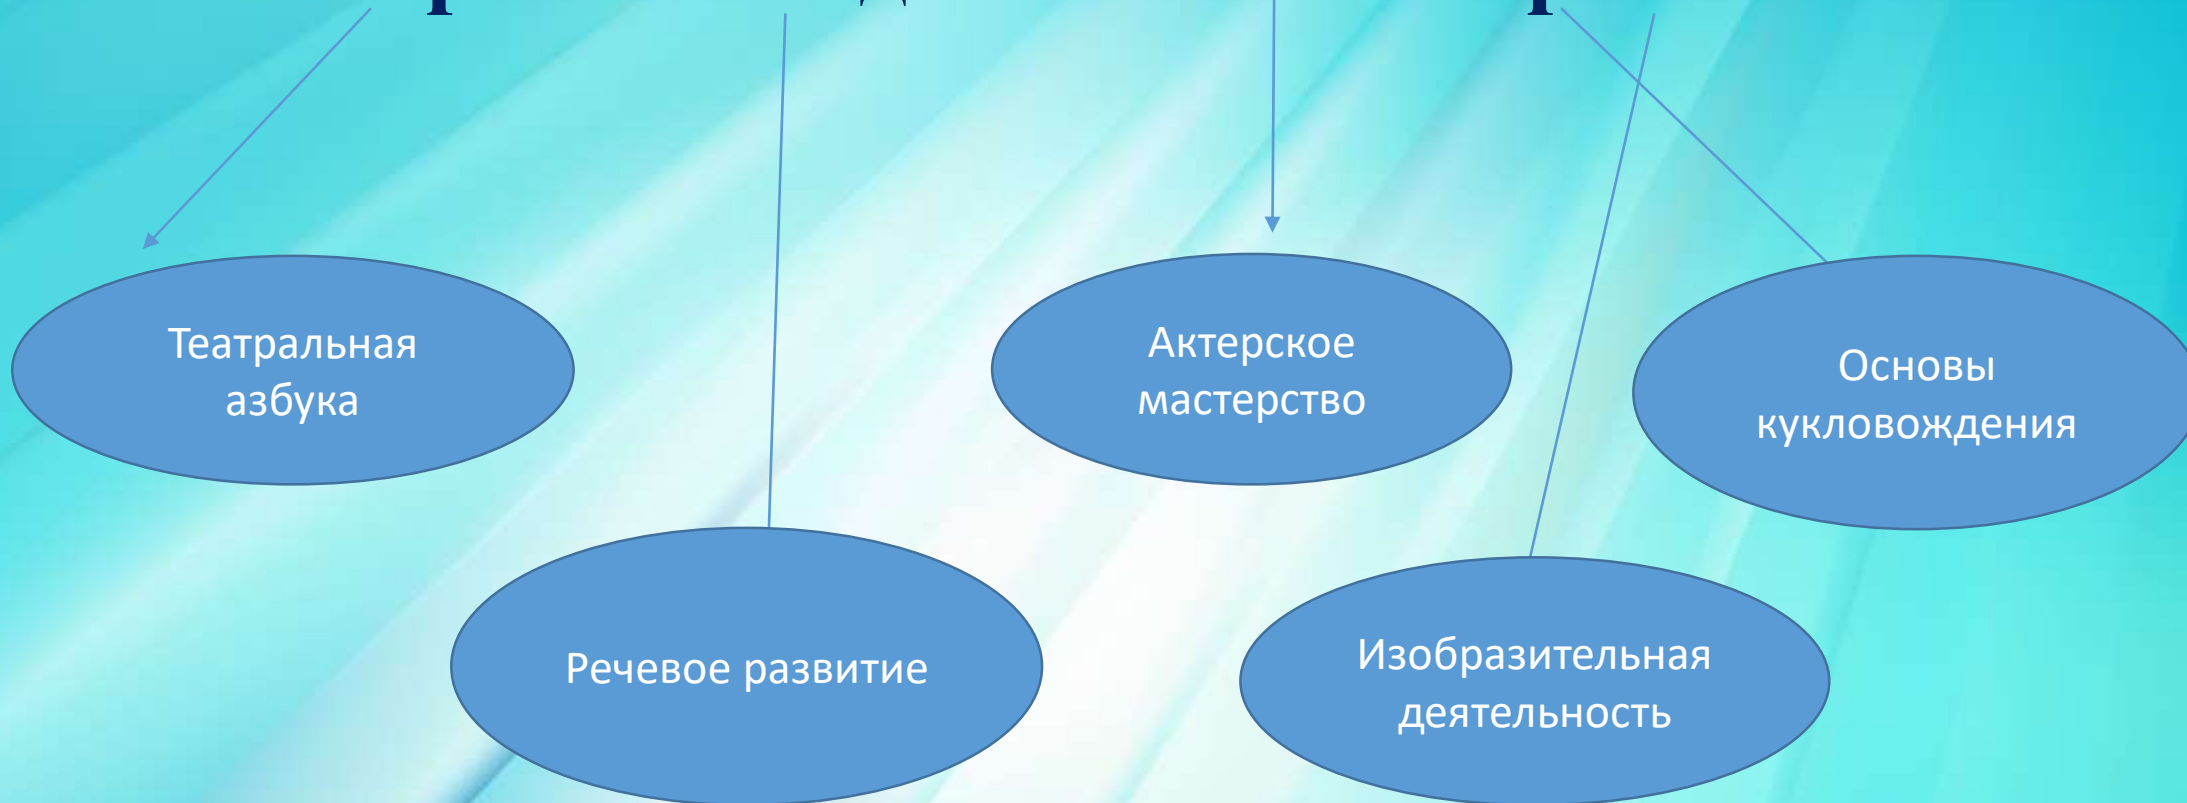 Театральная
азбука
Актерское
мастерство
Основы
кукловождения
Речевое развитие
Изобразительная
деятельность